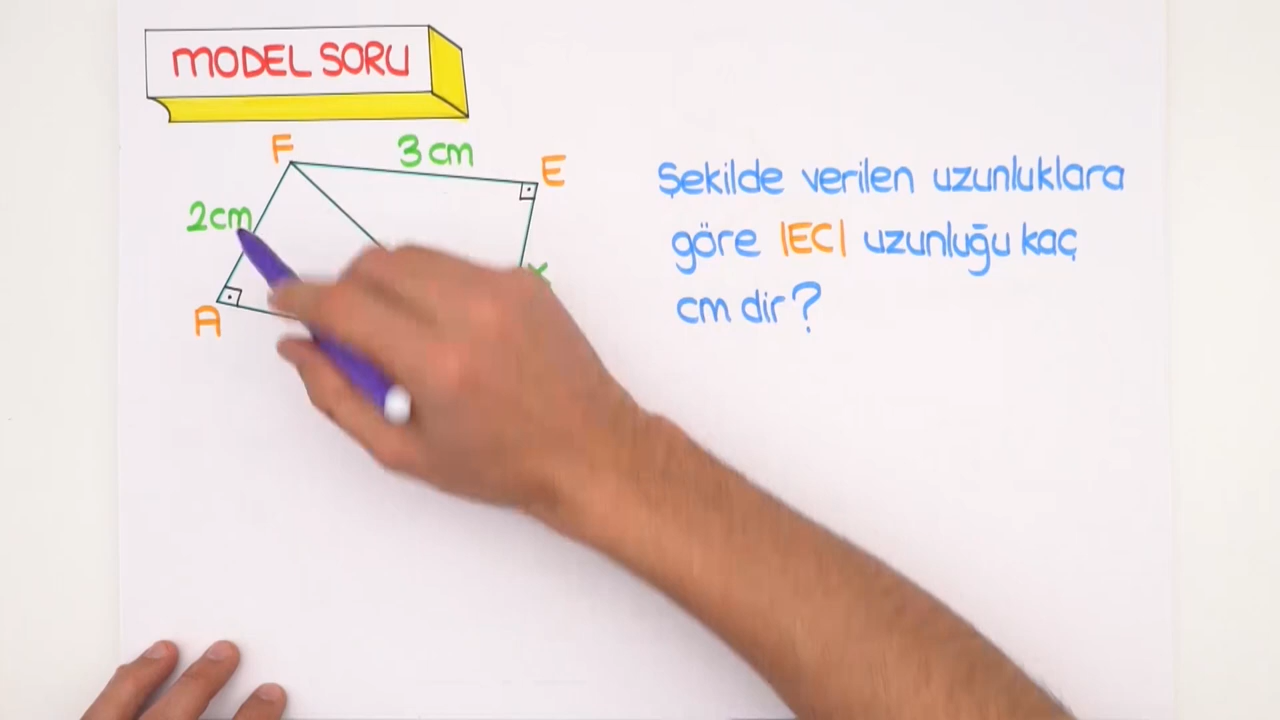 MODEL SORU
F
3 cm
E
2cm
A
x
Şekilde verilen uzunluklara
göre |EC| uzunluğu kaç
cm dir?